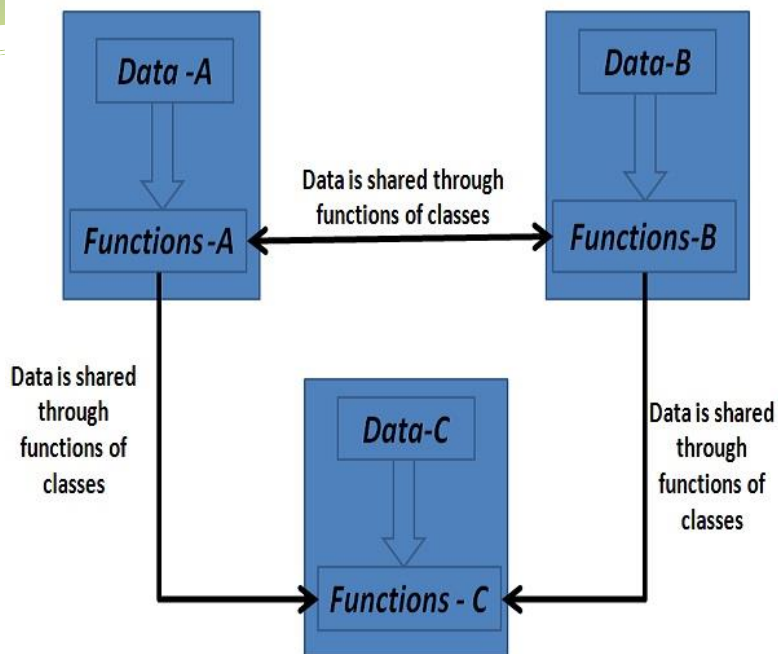 Data -A
Data-B
Data is shared through
functions of classes
Functions -A
Functions-B
Data is shared
through
functions of
classes
Data-C
Data is shared
through
functions of
classes
Functions - C